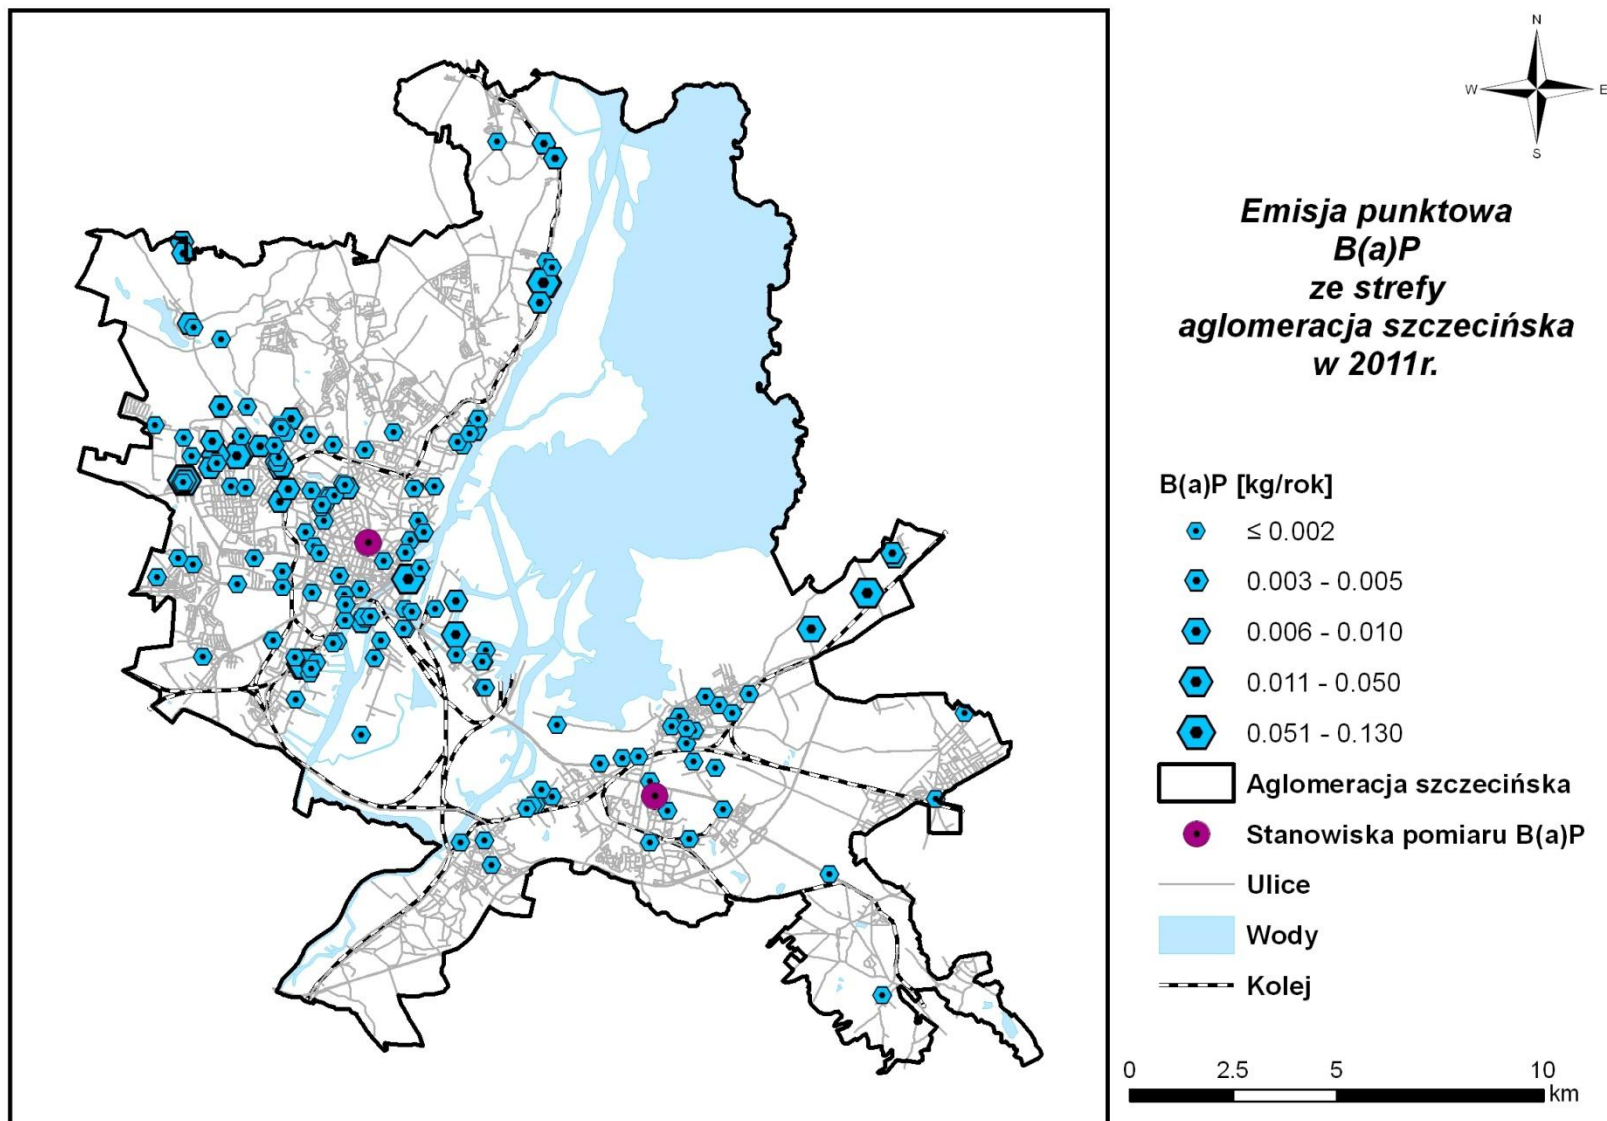 N
W
E
S
Emisja punktowa
B(a)P
ze strefy
aglomeracja szczecińska
w 2011r.
B(a)P [kg/rok]
≤ 0.002
0.003 - 0.005
0.006 - 0.010
0.011 - 0.050
0.051 - 0.130
Aglomeracja szczecińska
Stanowiska pomiaru B(a)P
Ulice
Wody
Kolej
0 2.5 5 10
km